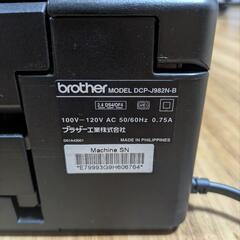 brother MODEL DCP-J982N-B
100V-120V AC 50/60Hz 0.75A
ブラザー工業株式会社
MADE IN PHILIPPINES
Machine SN
*E79993G9H606764*